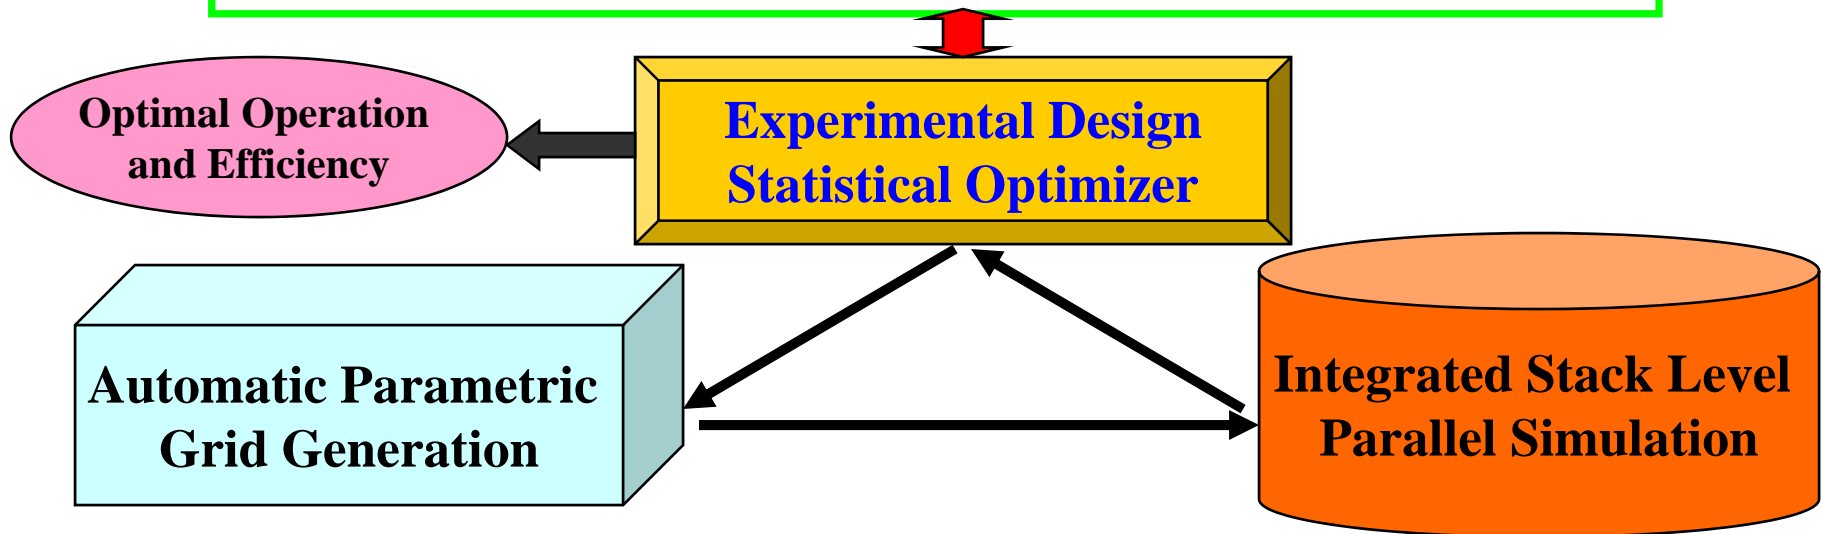 Optimal Operation
and Efficiency
Experimental Design
Statistical Optimizer
Automatic Parametric
Grid Generation
Integrated Stack Level
Parallel Simulation